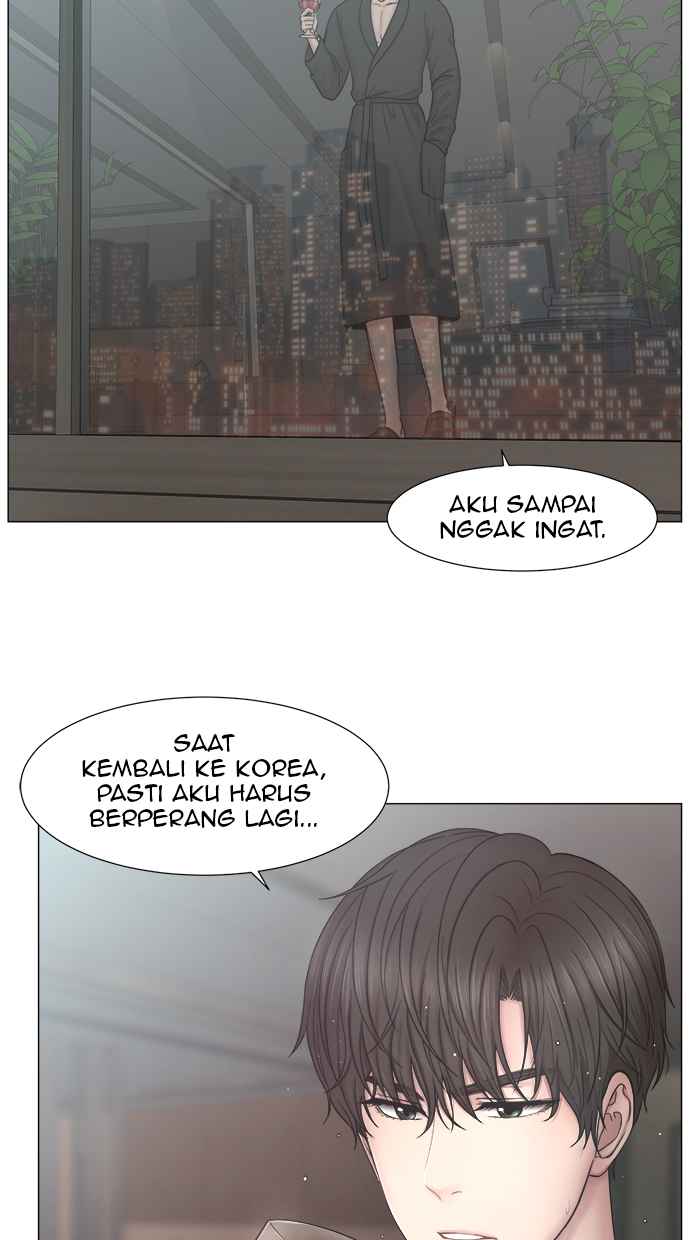 AKU SAMPAI
NGGAK INGAT.
SAAT
KEMBALI KE KOREA,
PASTI AKU HARUS
BERPERANG LAGI...